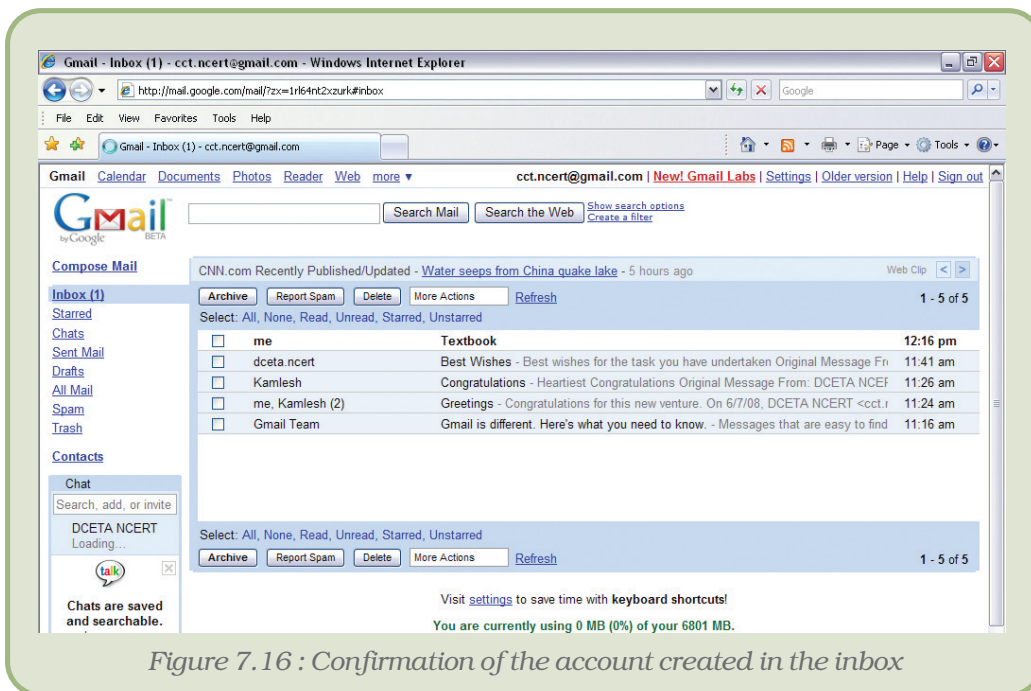 Gmail - Inbox (1) - cct.ncert@gmail.com - Windows Internet Explorer
http://mail.google.com/mail/?zx=1rl64nt2xzurk#inbox Google
File Edit View Favorites Tools Help
Gmail - Inbox (1) - cct.ncert@gmail.com Page Tools
Gmail Calendar Documents Photos Reader Web more ▼ cct.ncert@gmail.com | New! Gmail Labs | Settings | Older version | Help | Sign out
Gmail by Google BETA
Search Mail Search the Web Show search options
Create a filter
Compose Mail
CNN.com Recently Published/Updated - Water seeps from China quake lake - 5 hours ago Web Clip < >
Inbox (1)
Starred
Chats
Sent Mail
Drafts
All Mail
Spam
Trash
Contacts
Archive Report Spam Delete More Actions Refresh 1 - 5 of 5
Select: All, None, Read, Unread, Starred, Unstarred
me Textbook 12:16 pm
dceta.ncert Best Wishes - Best wishes for the task you have undertaken Original Message Fr 11:41 am
Kamlesh Congratulations - Heartiest Congratulations Original Message From: DCETA NCEF 11:26 am
me, Kamlesh (2) Greetings - Congratulations for this new venture. On 6/7/08, DCETA NCERT <cct.r 11:24 am
Gmail Team Gmail is different. Here's what you need to know. - Messages that are easy to find 11:16 am
Chat
Search, add, or invite
DCETA NCERT
Loading...
talk
Chats are saved
and searchable.
Select: All, None, Read, Unread, Starred, Unstarred
Archive Report Spam Delete More Actions Refresh 1 - 5 of 5
Visit settings to save time with keyboard shortcuts!
You are currently using 0 MB (0%) of your 6801 MB.
Figure 7.16 : Confirmation of the account created in the inbox